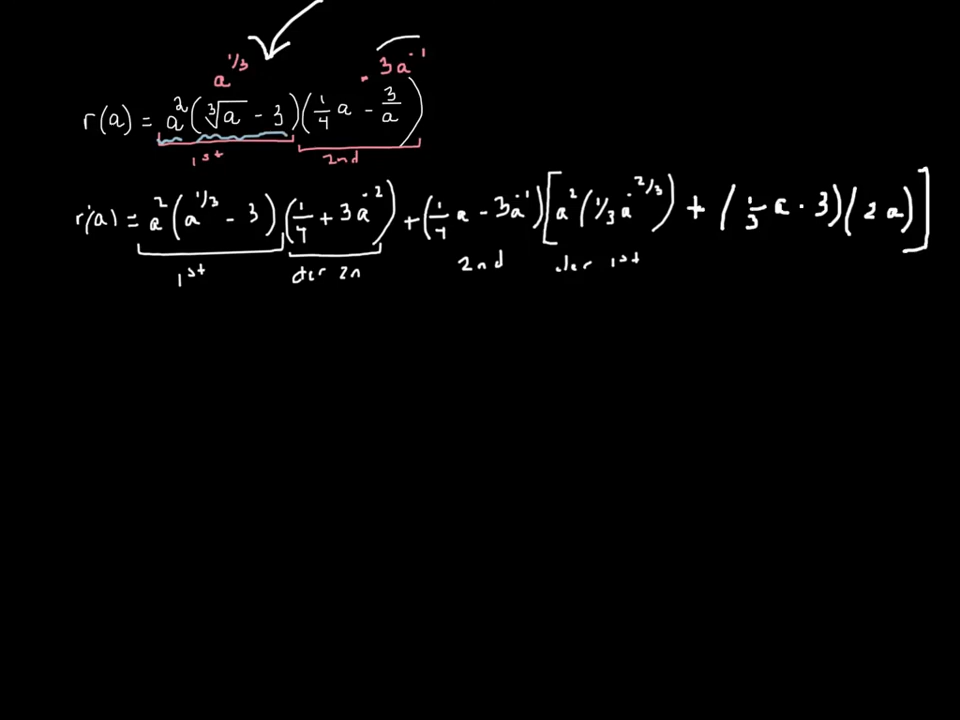 a^{1/3} - 3a^{-1}
r(a) = a^2 (∛a - 3)(1/4 a - 3/a)
1st 2nd
r'(a) = a^2 (a^{1/3} - 3)(1/4 + 3a^{-2}) + (1/4 a - 3a^{-1})[a^2 (1/3 a^{-2/3}) + (1/3 - a · 3)(2a)]
1st der 2n 2nd der 1st